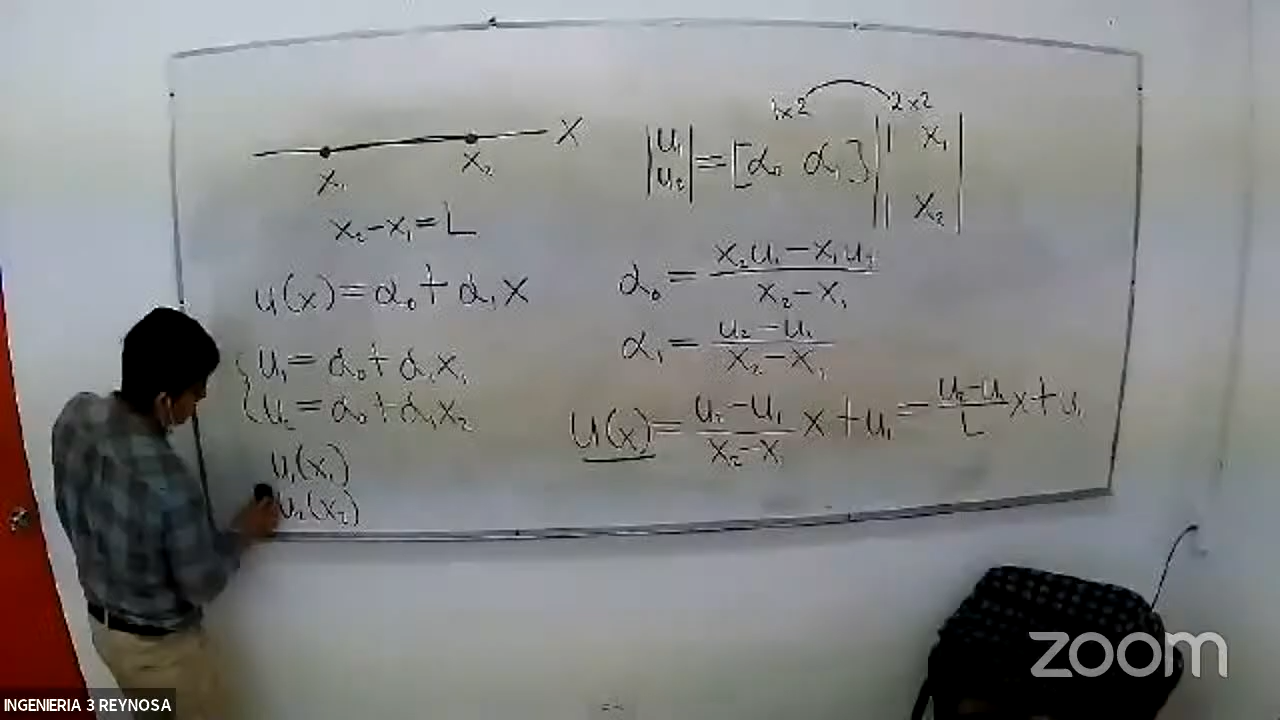 x₁ x₂ x
x₂-x₁=L
u(x)=α₀+α₁x
u₁=α₀+α₁x₁
u₂=α₀+α₁x₂
u₁(x₁)
u₂(x₂)
1x2 2x2
|u₁ u₂|=[α₀ α₁]|1 x₁ 1 x₂|
α₀=(x₂u₁-x₁u₂)/(x₂-x₁)
α₁=(u₂-u₁)/(x₂-x₁)
u(x)=(u₂-u₁)/(x₂-x₁) x+u₁=(u₂-u₁)/L x+u₁
zoom
INGENIERIA 3 REYNOSA